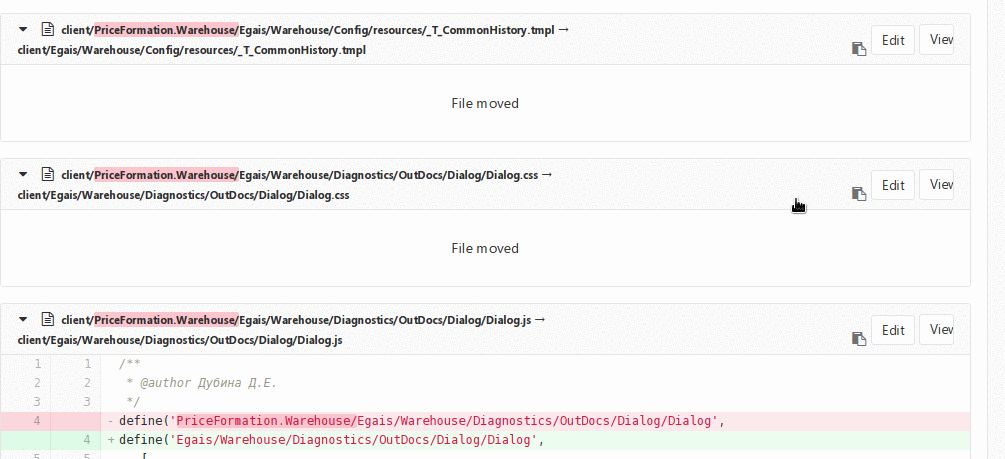 client/PriceFormation.Warehouse/Egais/Warehouse/Config/resources/_T_CommonHistory.tmpl →
client/Egais/Warehouse/Config/resources/_T_CommonHistory.tmpl
Edit View
File moved
client/PriceFormation.Warehouse/Egais/Warehouse/Diagnostics/OutDocs/Dialog/Dialog.css →
client/Egais/Warehouse/Diagnostics/OutDocs/Dialog/Dialog.css
Edit View
File moved
client/PriceFormation.Warehouse/Egais/Warehouse/Diagnostics/OutDocs/Dialog/Dialog.js →
client/Egais/Warehouse/Diagnostics/OutDocs/Dialog/Dialog.js
Edit View
1 1 /**
2 2 * @author Дубина Д.Е.
3 3 */
4 - define('PriceFormation.Warehouse/Egais/Warehouse/Diagnostics/OutDocs/Dialog/Dialog',
4 + define('Egais/Warehouse/Diagnostics/OutDocs/Dialog/Dialog',
5 5 [